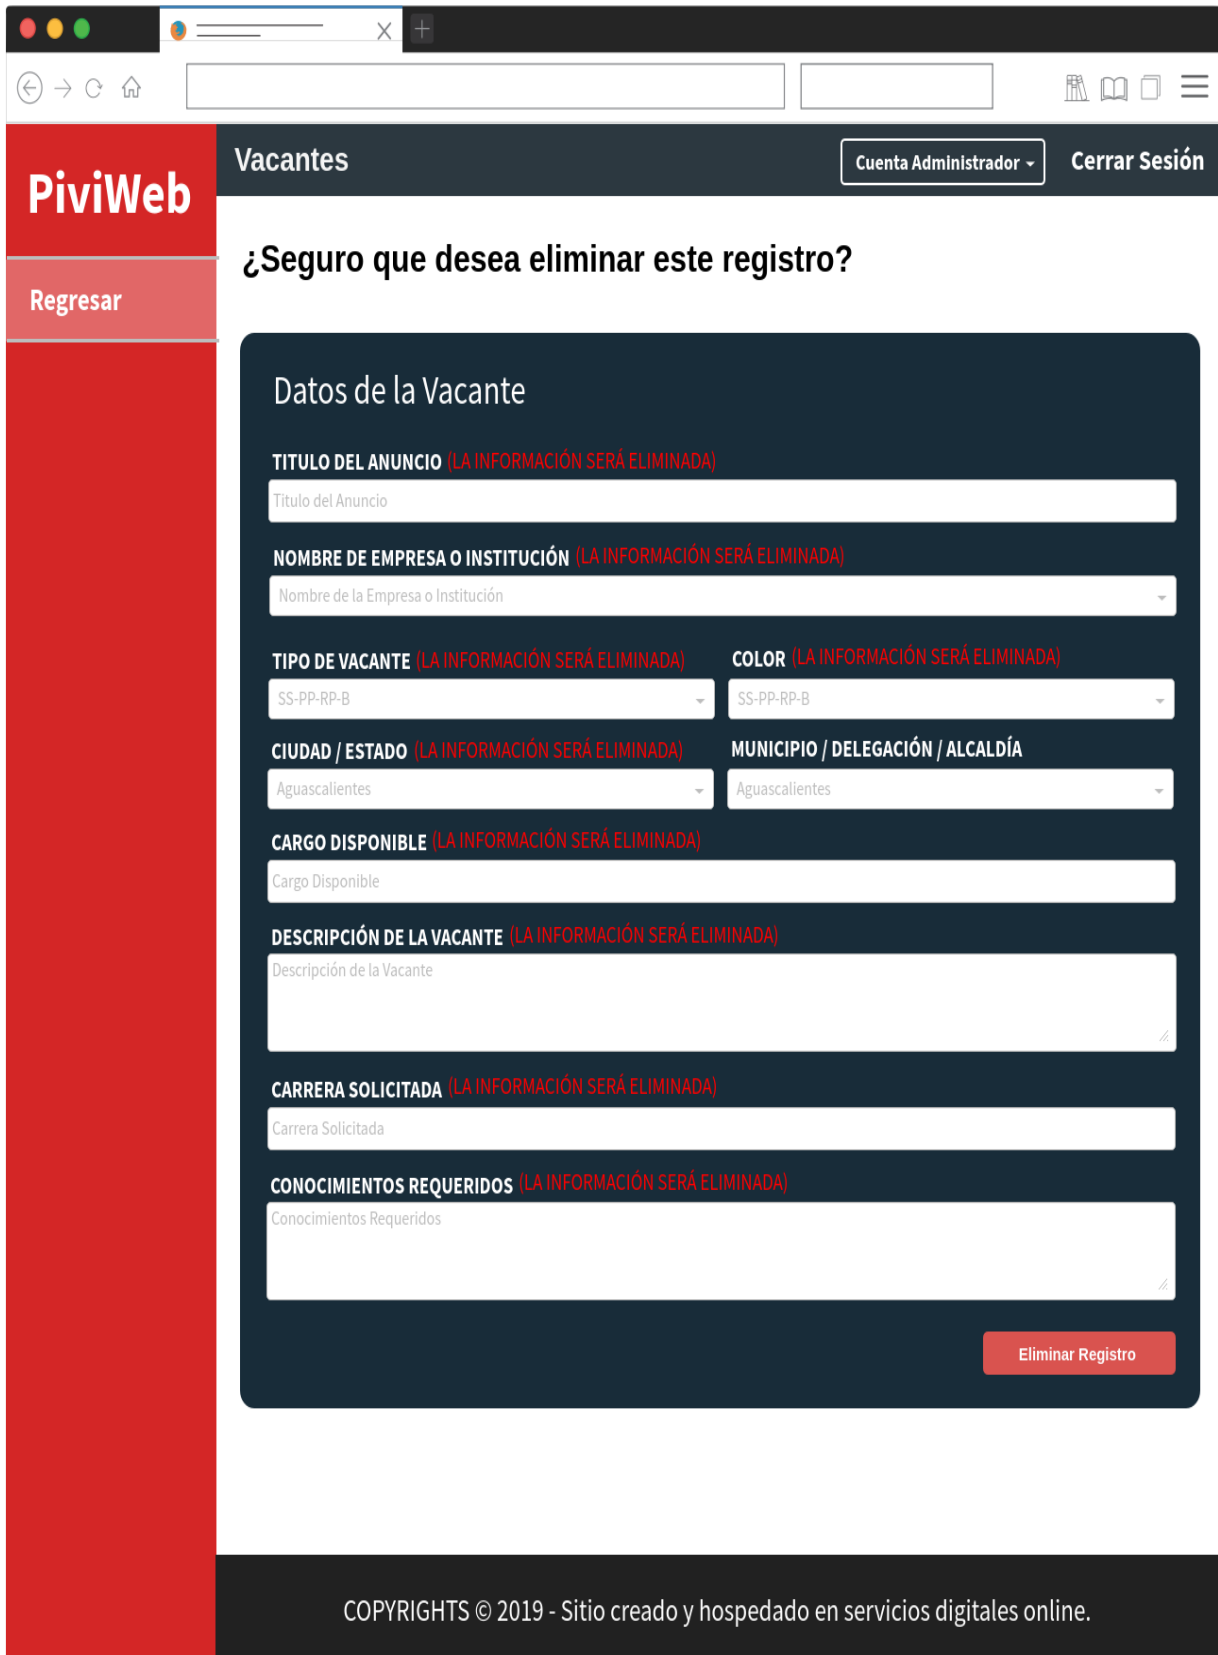 PiviWeb
Regresar
Vacantes
Cuenta Administrador
Cerrar Sesión
¿Seguro que desea eliminar este registro?
Datos de la Vacante
TITULO DEL ANUNCIO (LA INFORMACIÓN SERÁ ELIMINADA)
Titulo del Anuncio
NOMBRE DE EMPRESA O INSTITUCIÓN (LA INFORMACIÓN SERÁ ELIMINADA)
Nombre de la Empresa o Institución
TIPO DE VACANTE (LA INFORMACIÓN SERÁ ELIMINADA)
COLOR (LA INFORMACIÓN SERÁ ELIMINADA)
SS-PP-RP-B
SS-PP-RP-B
CIUDAD / ESTADO (LA INFORMACIÓN SERÁ ELIMINADA)
MUNICIPIO / DELEGACIÓN / ALCALDÍA
Aguascalientes
Aguascalientes
CARGO DISPONIBLE (LA INFORMACIÓN SERÁ ELIMINADA)
Cargo Disponible
DESCRIPCIÓN DE LA VACANTE (LA INFORMACIÓN SERÁ ELIMINADA)
Descripción de la Vacante
CARRERA SOLICITADA (LA INFORMACIÓN SERÁ ELIMINADA)
Carrera Solicitada
CONOCIMIENTOS REQUERIDOS (LA INFORMACIÓN SERÁ ELIMINADA)
Conocimientos Requeridos
Eliminar Registro
COPYRIGHTS © 2019 - Sitio creado y hospedado en servicios digitales online.